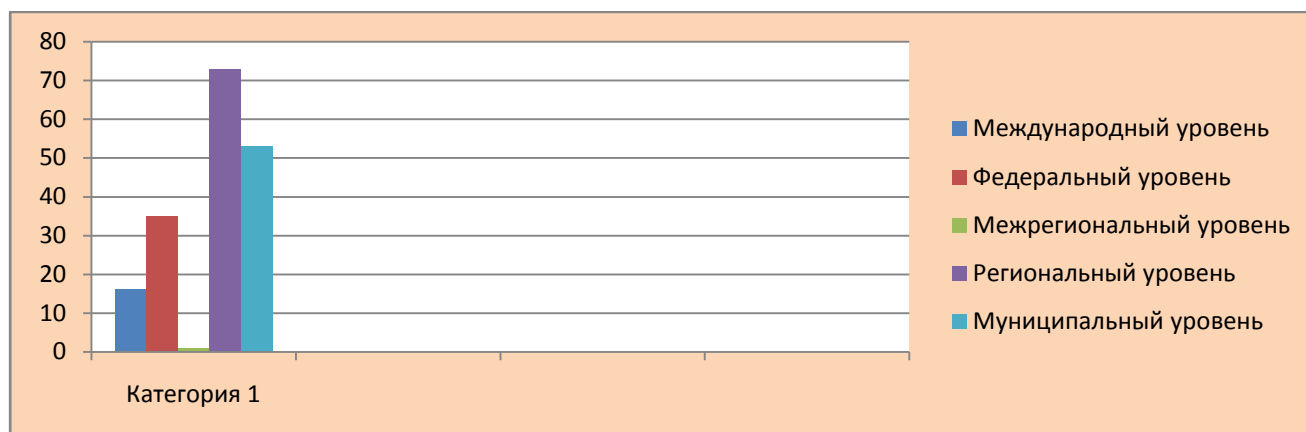 80
70
60
50
40
30
20
10
0
Категория 1
Международный уровень
Федеральный уровень
Межрегиональный уровень
Региональный уровень
Муниципальный уровень